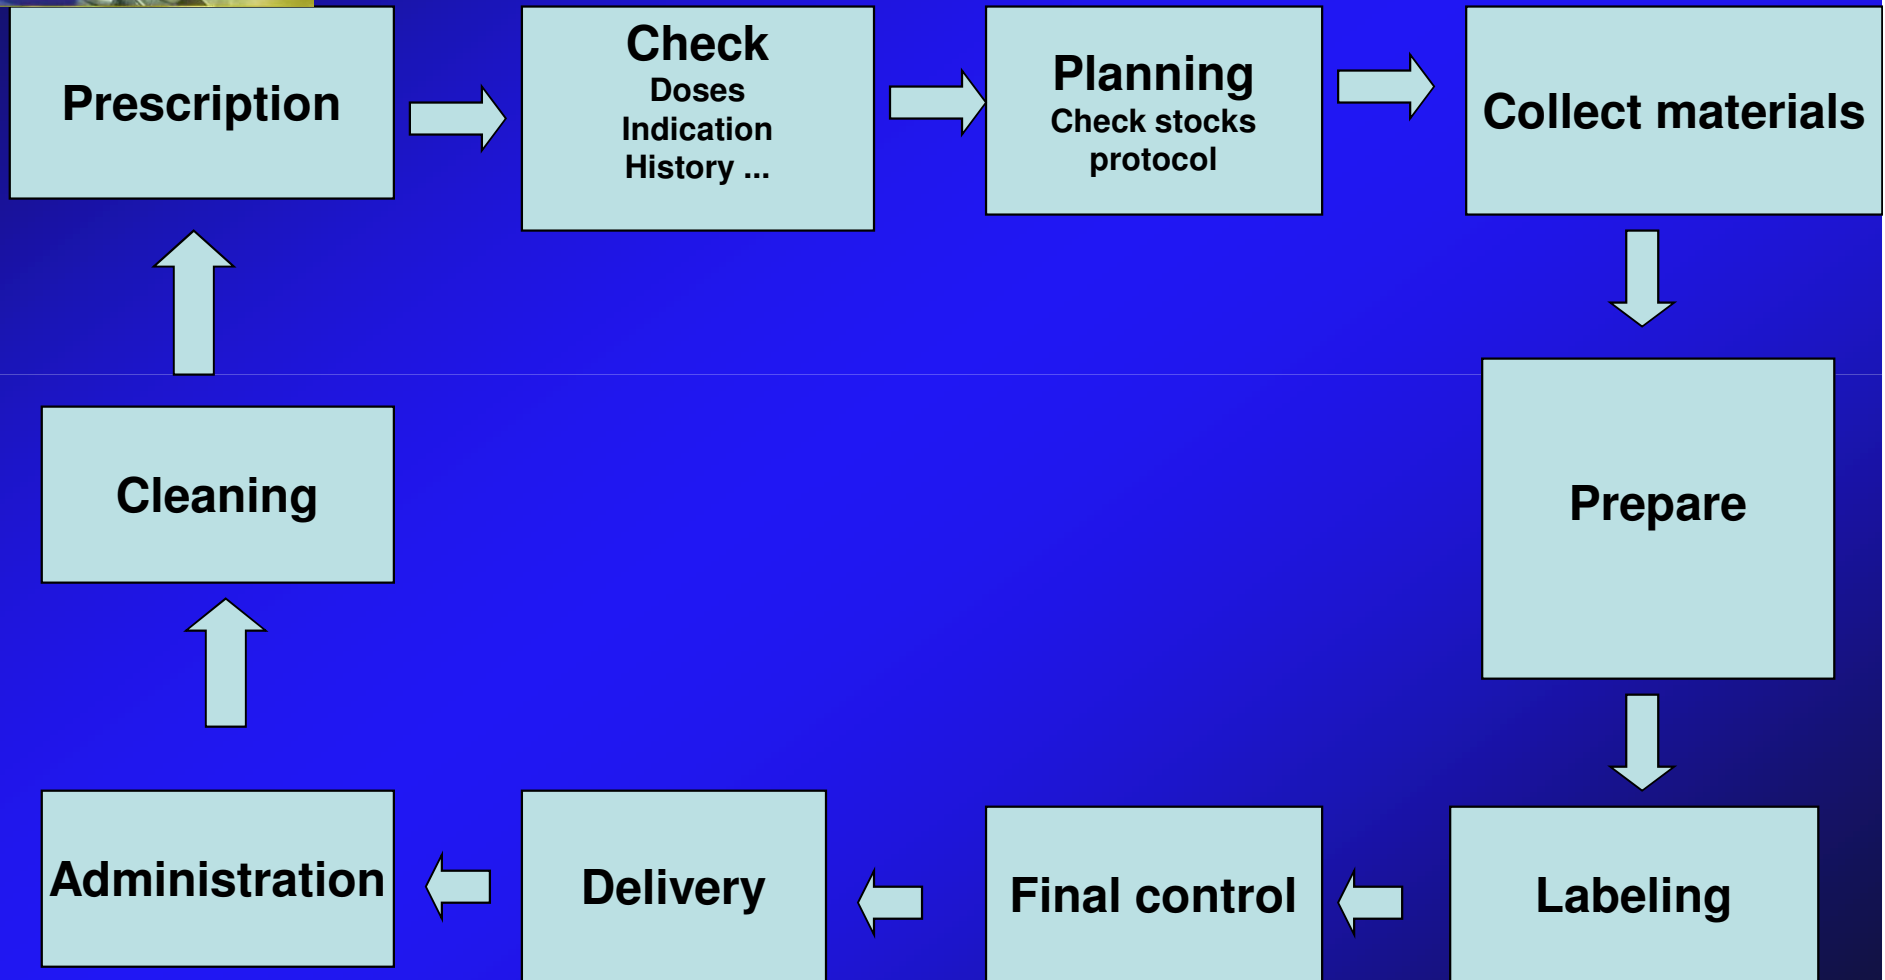 Prescription
Check
Doses
Indication
History ...
Planning
Check stocks
protocol
Collect materials
Cleaning
Prepare
Administration
Delivery
Final control
Labeling